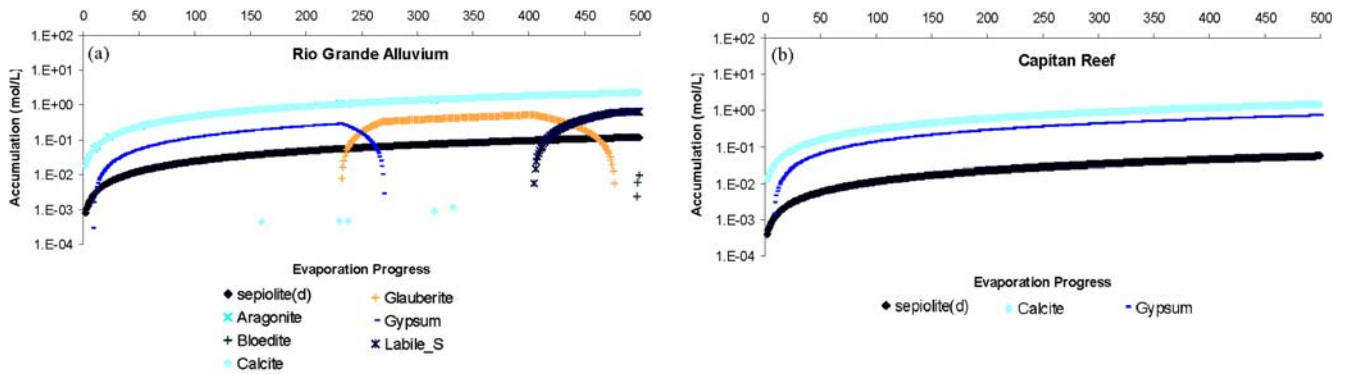 0 50 100 150 200 250 300 350 400 450 500
1.E+02
(a)
Rio Grande Alluvium
1.E+01
1.E+00
1.E-01
1.E-02
1.E-03
1.E-04
Accumulation (mol/L)
Evaporation Progress
sepiolite(d)
Aragonite
Bloedite
Calcite
Glauberite
Gypsum
Labile_S
0 50 100 150 200 250 300 350 400 450 500
1.E+02
(b)
Capitan Reef
1.E+01
1.E+00
1.E-01
1.E-02
1.E-03
1.E-04
Accumulation (mol/L)
Evaporation Progress
sepiolite(d) Calcite Gypsum